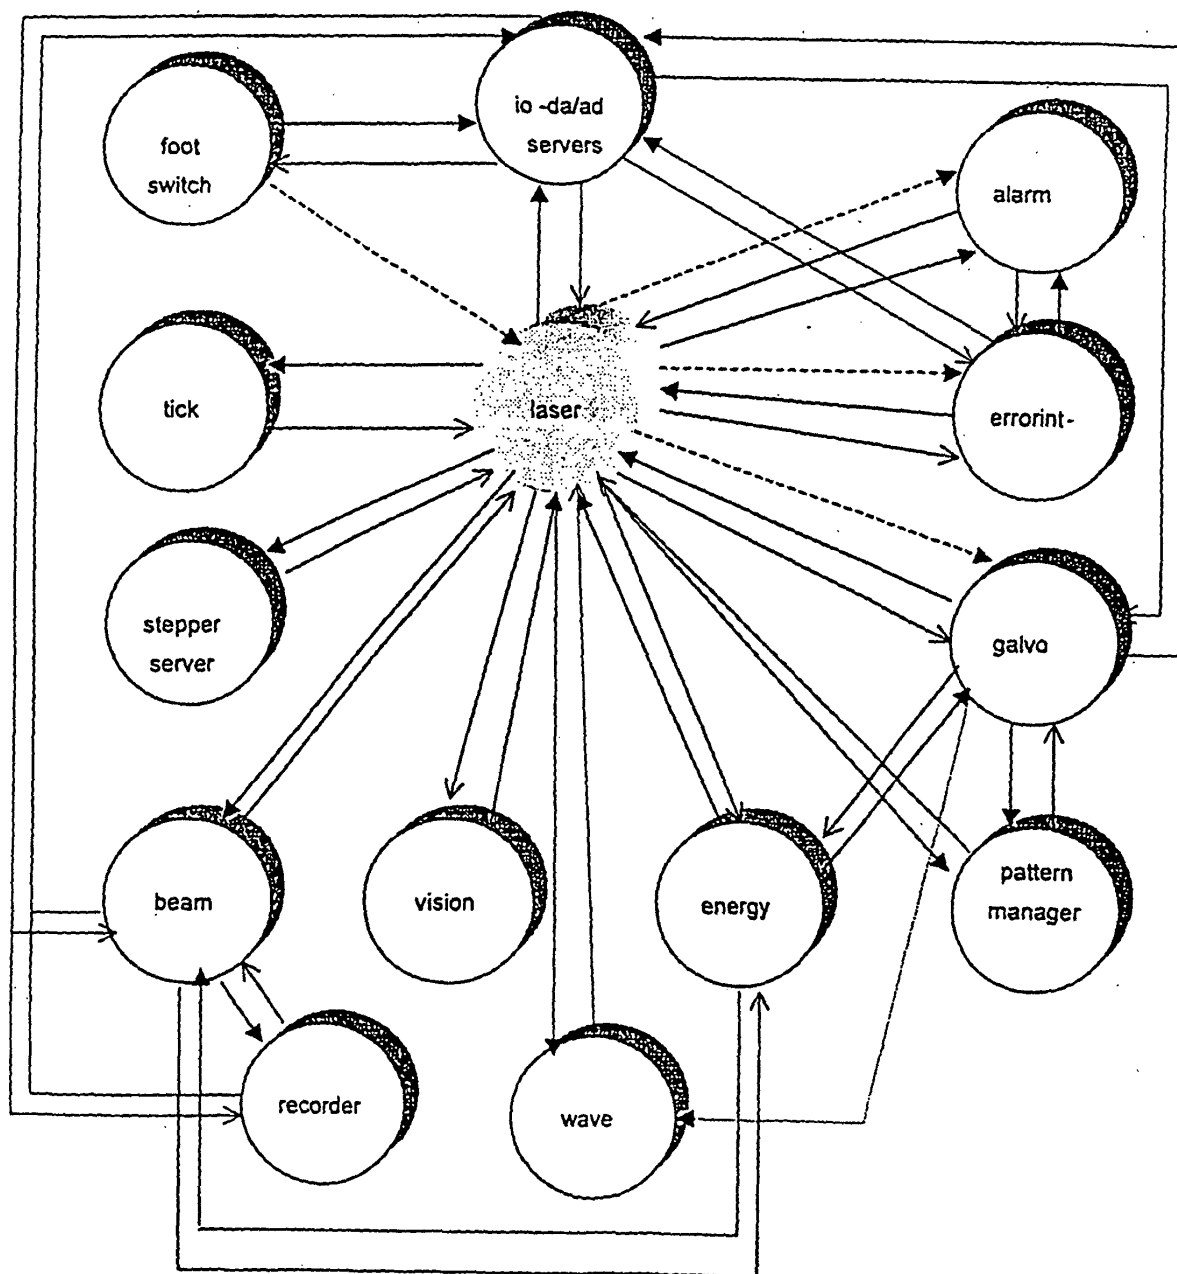 io -da/ad
servers
foot
switch
alarm
tick
laser
errorint-
stepper
server
galvo
beam
vision
energy
pattern
manager
recorder
wave